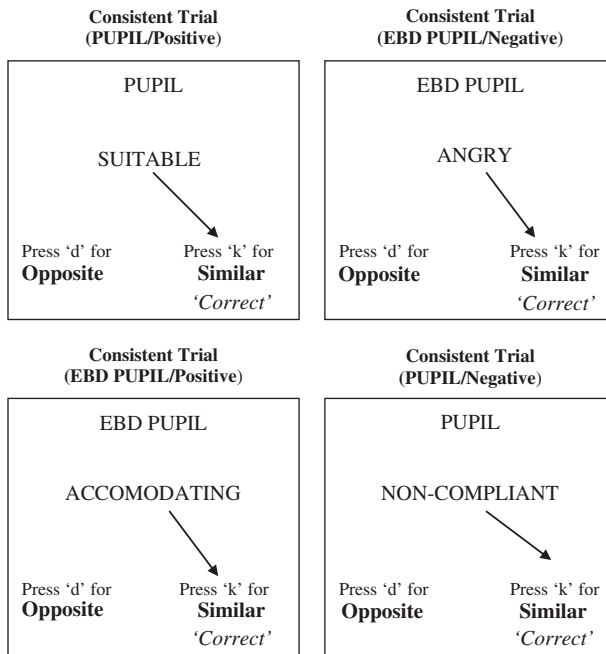 Consistent Trial
(PUPIL/Positive)
PUPIL
SUITABLE
Press ‘d’ for
Opposite
Press ‘k’ for
Similar
‘Correct’
Consistent Trial
(EBD PUPIL/Negative)
EBD PUPIL
ANGRY
Press ‘d’ for
Opposite
Press ‘k’ for
Similar
‘Correct’
Consistent Trial
(EBD PUPIL/Positive)
EBD PUPIL
ACCOMODATING
Press ‘d’ for
Opposite
Press ‘k’ for
Similar
‘Correct’
Consistent Trial
(PUPIL/Negative)
PUPIL
NON-COMPLIANT
Press ‘d’ for
Opposite
Press ‘k’ for
Similar
‘Correct’